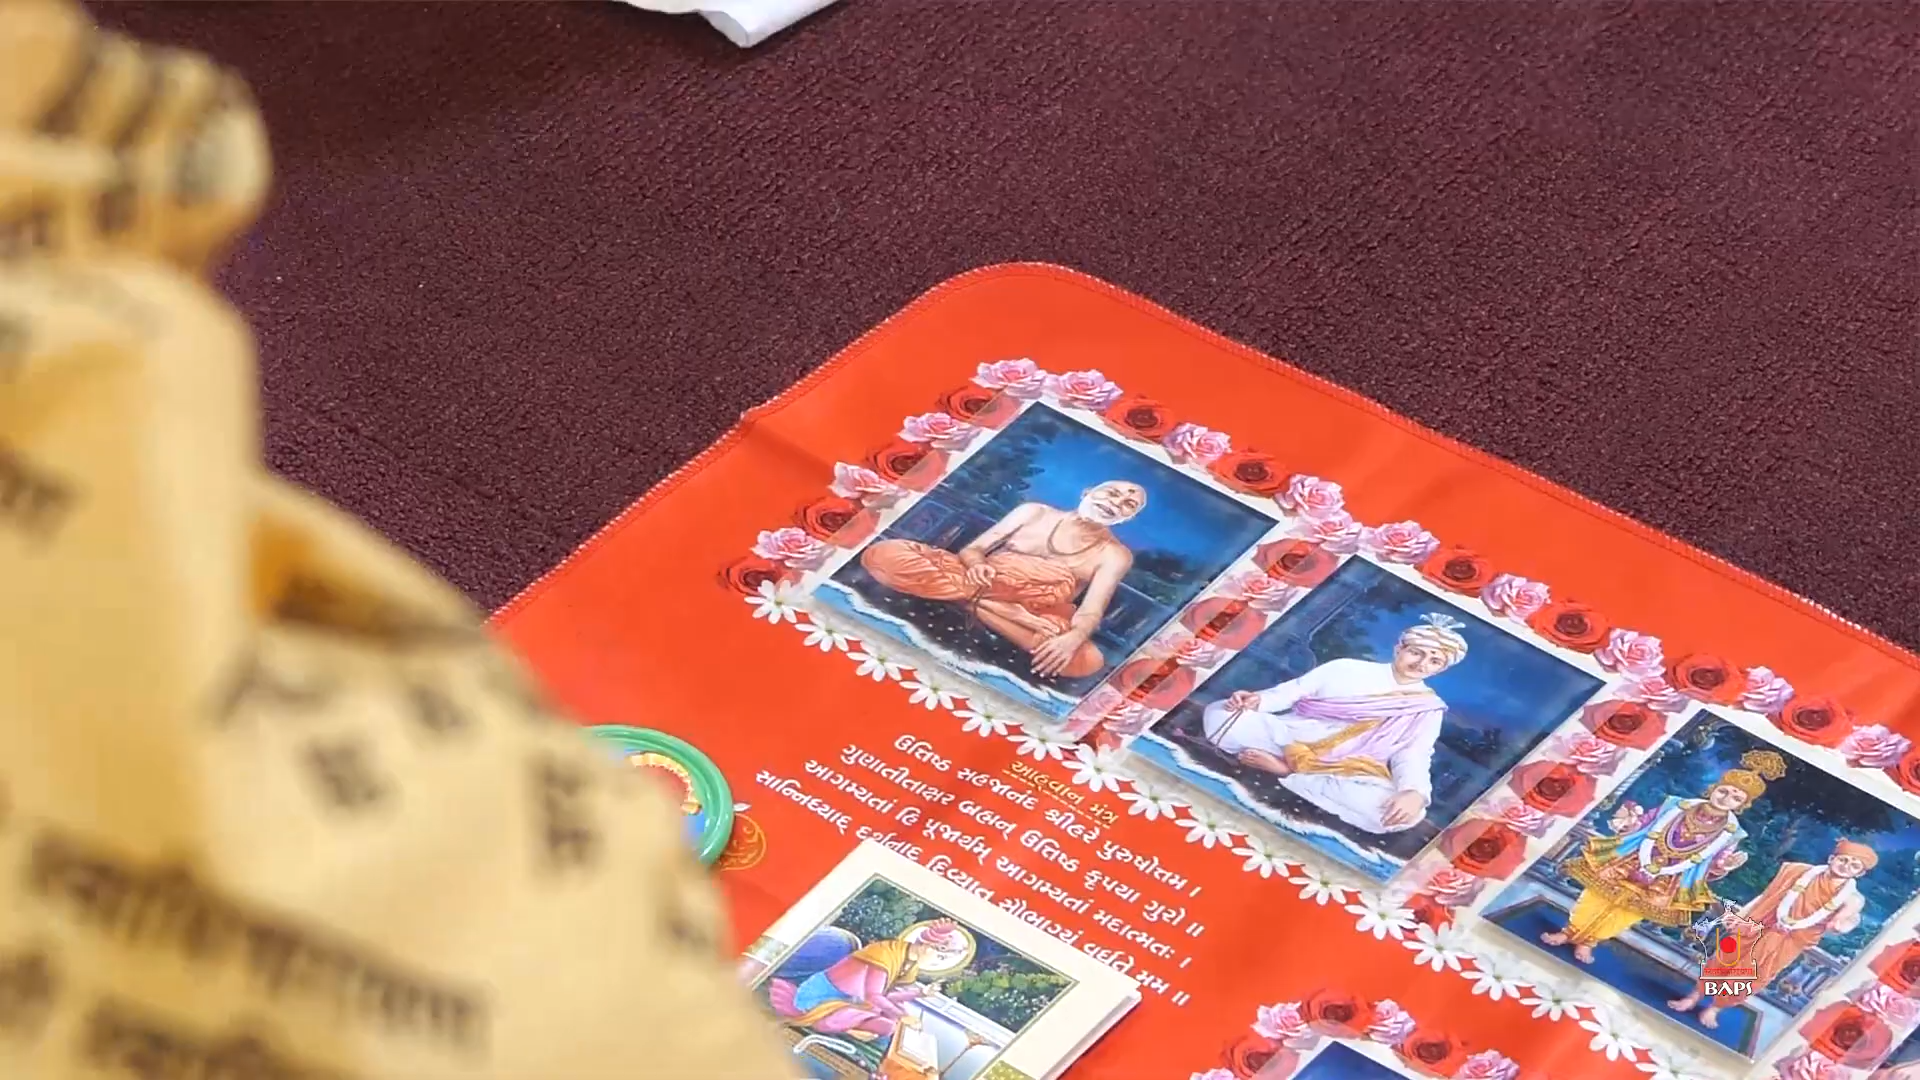 આહ્વાન મંત્ર
ઉત્તિષ્ઠ સહજાનંદ શ્રીહરે પુરુષોત્તમ ।
ગુણાતીતાક્ષર બ્રહ્મન્ ઉત્તિષ્ઠ કૃપયા ગુરો ॥
આગમ્યતાં હિ પૂજાર્થમ્ આગમ્યતાં મદાત્મતઃ ।
સાન્નિધ્યાદ્ દર્શનાદ્ દિવ્યાત્ સૌભાગ્યં વર્ધતે મમ ॥
BAPS